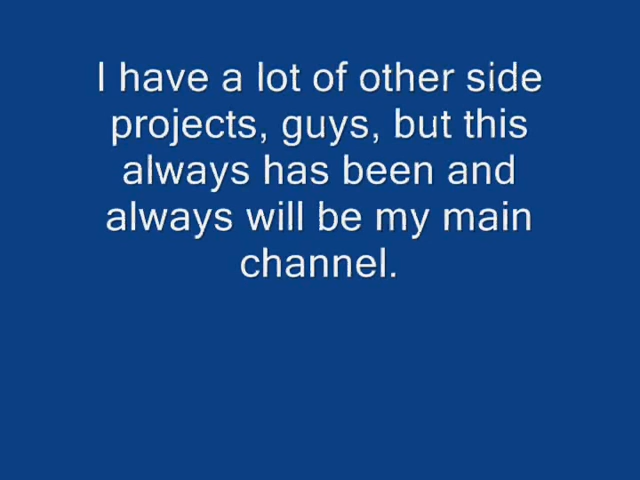 I have a lot of other side
projects, guys, but this
always has been and
always will be my main
channel.